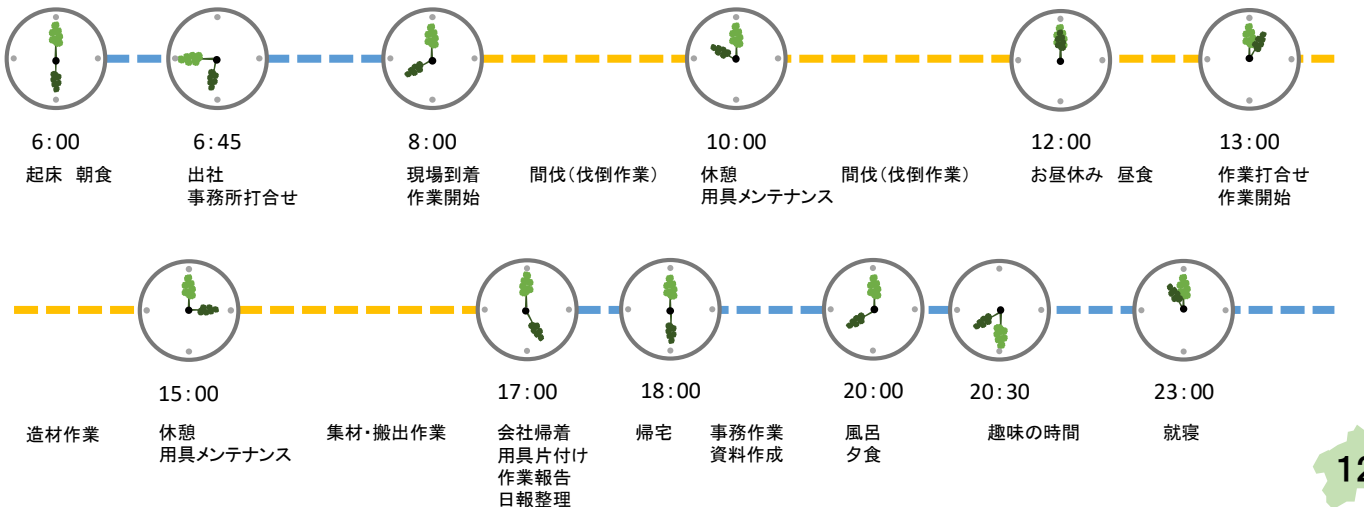 6:00
起床 朝食
6:45
出社
事務所打合せ
8:00
現場到着
作業開始
間伐(伐倒作業)
10:00
休憩
用具メンテナンス
間伐(伐倒作業)
12:00
お昼休み 昼食
13:00
作業打合せ
作業開始
造材作業
15:00
休憩
用具メンテナンス
集材・搬出作業
17:00
会社帰着
用具片付け
作業報告
日報整理
18:00
帰宅
事務作業
資料作成
20:00
風呂
夕食
20:30
趣味の時間
23:00
就寝
12